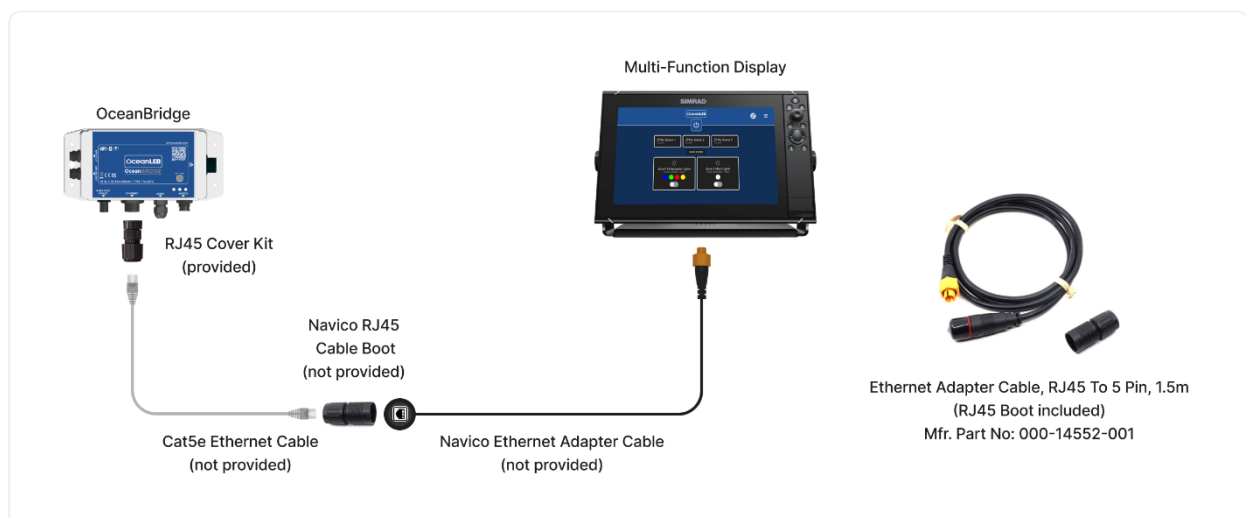 Multi-Function Display
OceanBridge
SIMRAD
OceanLED
OceanLED
OceanBRIDGE
RJ45 Cover Kit
(provided)
Navico RJ45
Cable Boot
(not provided)
Cat5e Ethernet Cable
(not provided)
Navico Ethernet Adapter Cable
(not provided)
Ethernet Adapter Cable, RJ45 To 5 Pin, 1.5m
(RJ45 Boot included)
Mfr. Part No: 000-14552-001